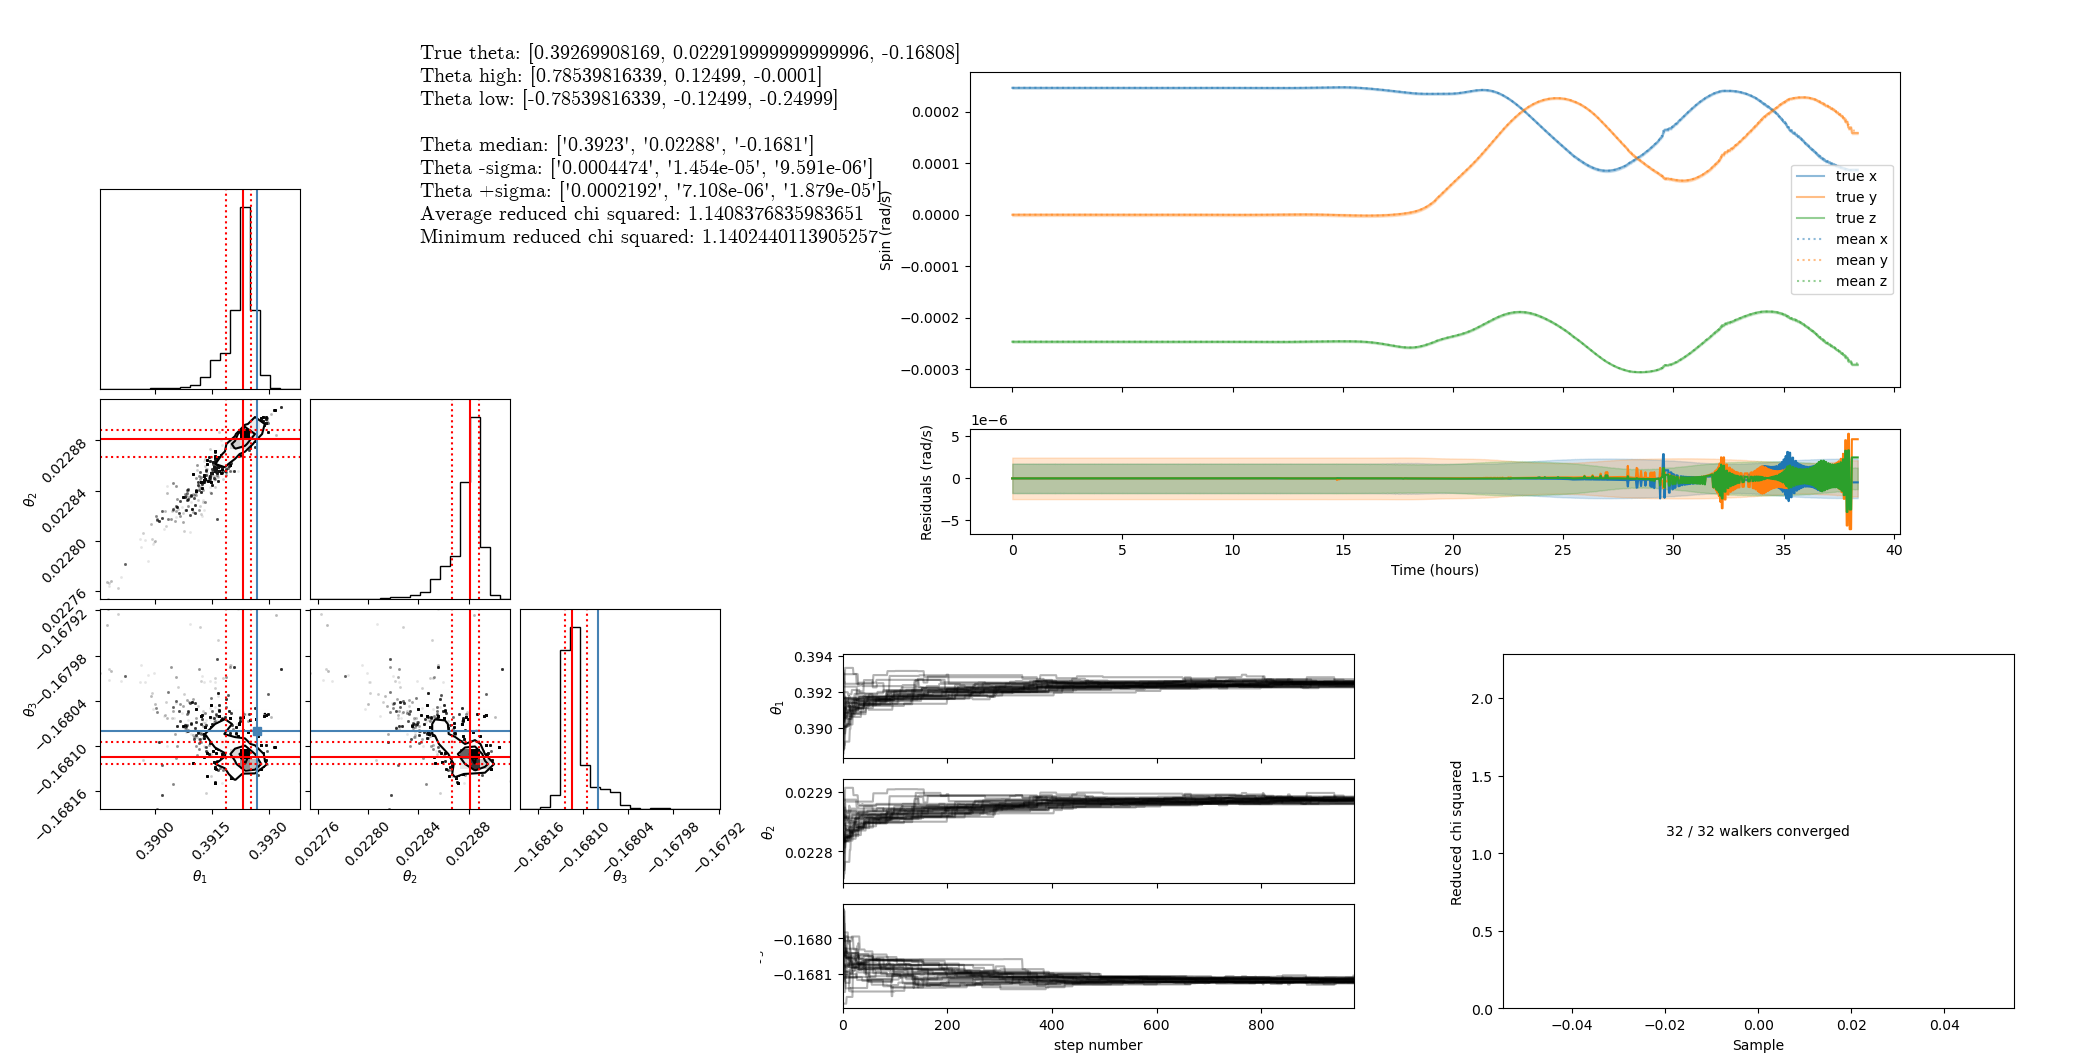 True theta: [0.39269908169, 0.022919999999999996, -0.16808]
Theta high: [0.78539816339, 0.12499, -0.0001]
Theta low: [-0.78539816339, -0.12499, -0.24999]
Theta median: ['0.3923', '0.02288', '-0.1681']
Theta -sigma: ['0.0004474', '1.454e-05', '9.591e-06']
Theta +sigma: ['0.0002192', '7.108e-06', '1.879e-05']
Average reduced chi squared: 1.1408376835983651
Minimum reduced chi squared: 1.1402440113905257
θ2
0.02288
0.02284
0.02280
0.02276
θ3
−0.16792
−0.16798
−0.16804
−0.16810
−0.16816
0.3900 0.3915 0.3930
θ1
0.02276 0.02280 0.02284 0.02288
θ2
−0.16816 −0.16810 −0.16804 −0.16798 −0.16792
θ3
Spin (rad/s)
0.0002
0.0001
0.0000
−0.0001
−0.0002
−0.0003
true x
true y
true z
mean x
mean y
mean z
1e−6
Residuals (rad/s)
5
0
−5
0 5 10 15 20 25 30 35 40
Time (hours)
θ1
0.394
0.392
0.390
θ2
0.0229
0.0228
−0.1680
−0.1681
0 200 400 600 800
step number
Reduced chi squared
2.0
1.5
1.0
0.5
0.0
32 / 32 walkers converged
−0.04 −0.02 0.00 0.02 0.04
Sample